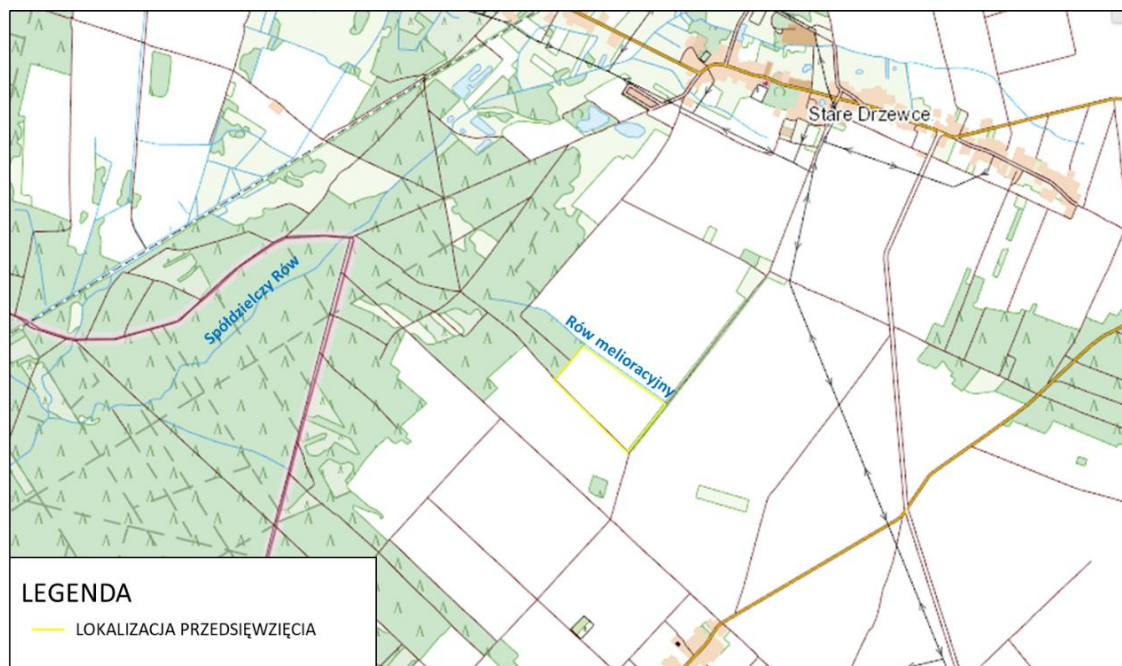 Stare Drzewce
Spółdzielczy Rów
Rów melioracyjny
LEGENDA
LOKALIZACJA PRZEDSIĘWZIĘCIA